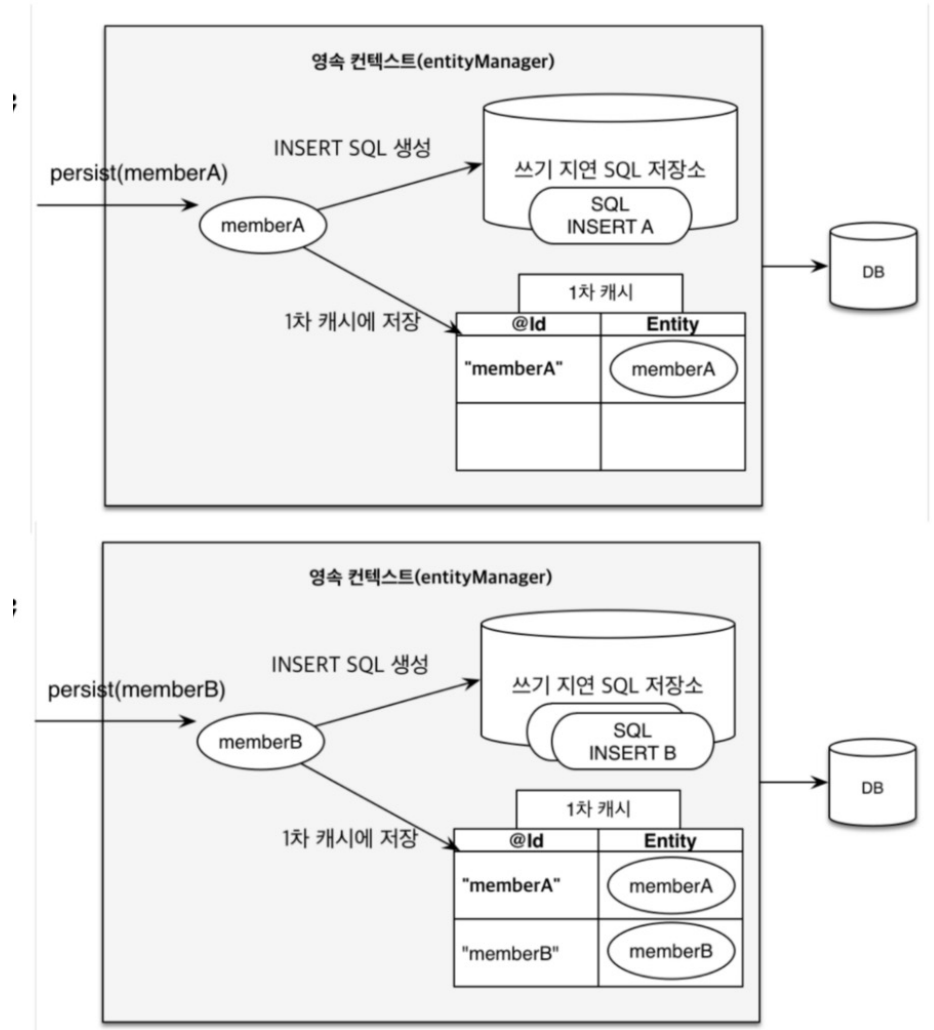 영속 컨텍스트(entityManager)
INSERT SQL 생성
persist(memberA)
쓰기 지연 SQL 저장소
SQL
INSERT A
memberA
DB
1차 캐시
1차 캐시에 저장
@Id
Entity
"memberA"
memberA
영속 컨텍스트(entityManager)
INSERT SQL 생성
persist(memberB)
쓰기 지연 SQL 저장소
SQL
INSERT B
memberB
DB
1차 캐시
1차 캐시에 저장
@Id
Entity
"memberA"
memberA
"memberB"
memberB